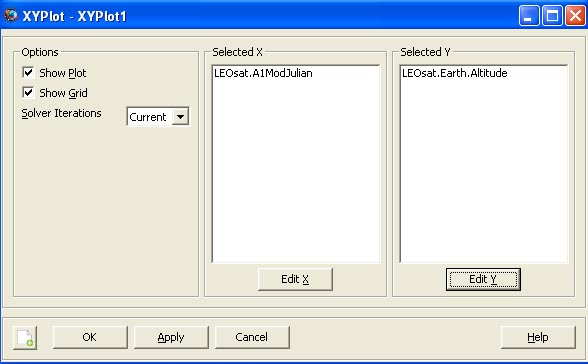 XYPlot - XYPlot1
Options
Show Plot
Show Grid
Solver Iterations
Current
Selected X
LEOsat.A1ModJulian
Edit X
Selected Y
LEOsat.Earth.Altitude
Edit Y
OK
Apply
Cancel
Help